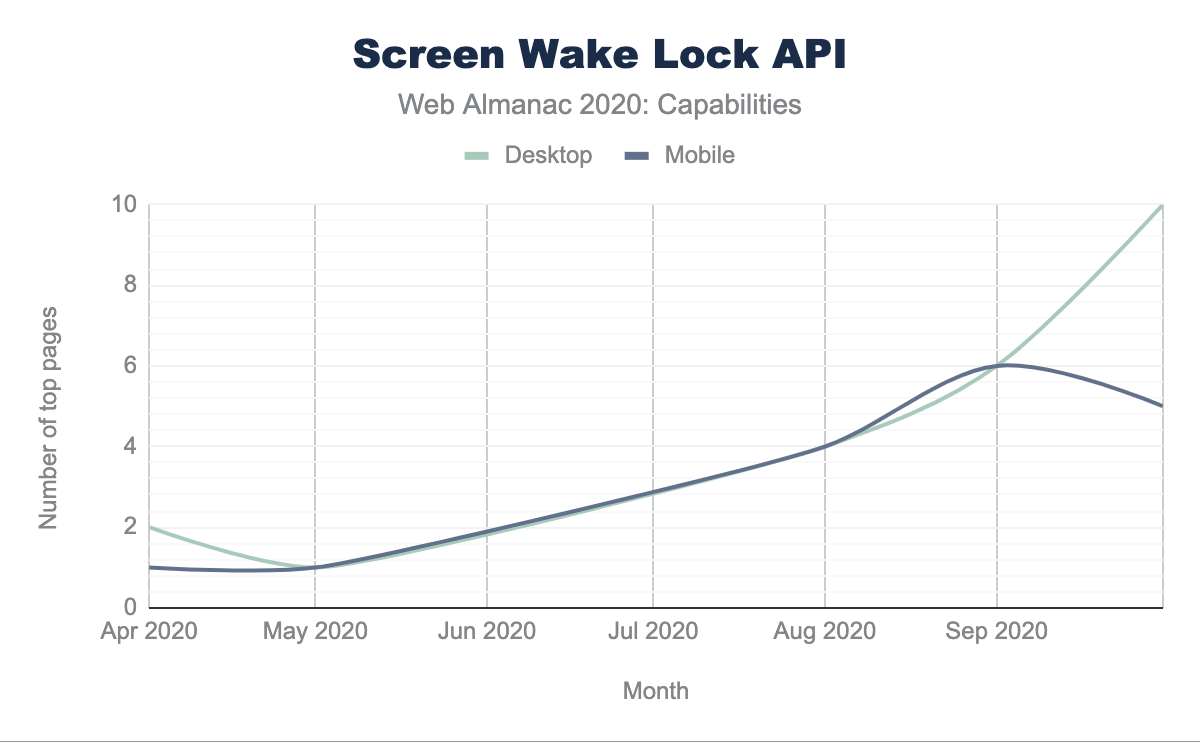 Screen Wake Lock API
Web Almanac 2020: Capabilities
Desktop Mobile
Number of top pages
10
8
6
4
2
0
Apr 2020 May 2020 Jun 2020 Jul 2020 Aug 2020 Sep 2020
Month